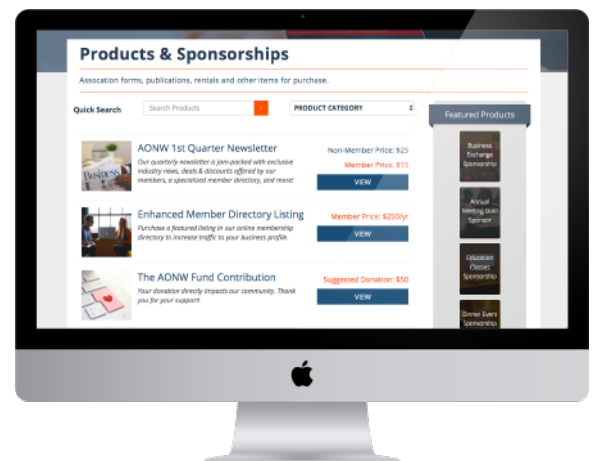 Products & Sponsorships
Assocation forms, publications, rentals and other items for purchase.
Quick Search
Search Products
>
PRODUCT CATEGORY
Featured Products
AONW 1st Quarter Newsletter
Our quarterly newsletter is jam-packed with exclusive
industry news, deals & discounts offered by our
members, a specialized member directory, and more!
Non-Member Price: $25
Member Price: $15
VIEW
Business
Enhanced Member Directory Listing
Purchase a featured listing in our online membership
directory to increase traffic to your business profile.
Member Price: $250/yr
VIEW
The AONW Fund Contribution
Your donation directly impacts our community. Thank
you for your support!
Suggested Donation: $50
VIEW
Business
Exchange
Sponsorship
Annual
Meeting Gold
Sponsor
Education
Classes
Sponsorship
Dinner Event
Sponsorship